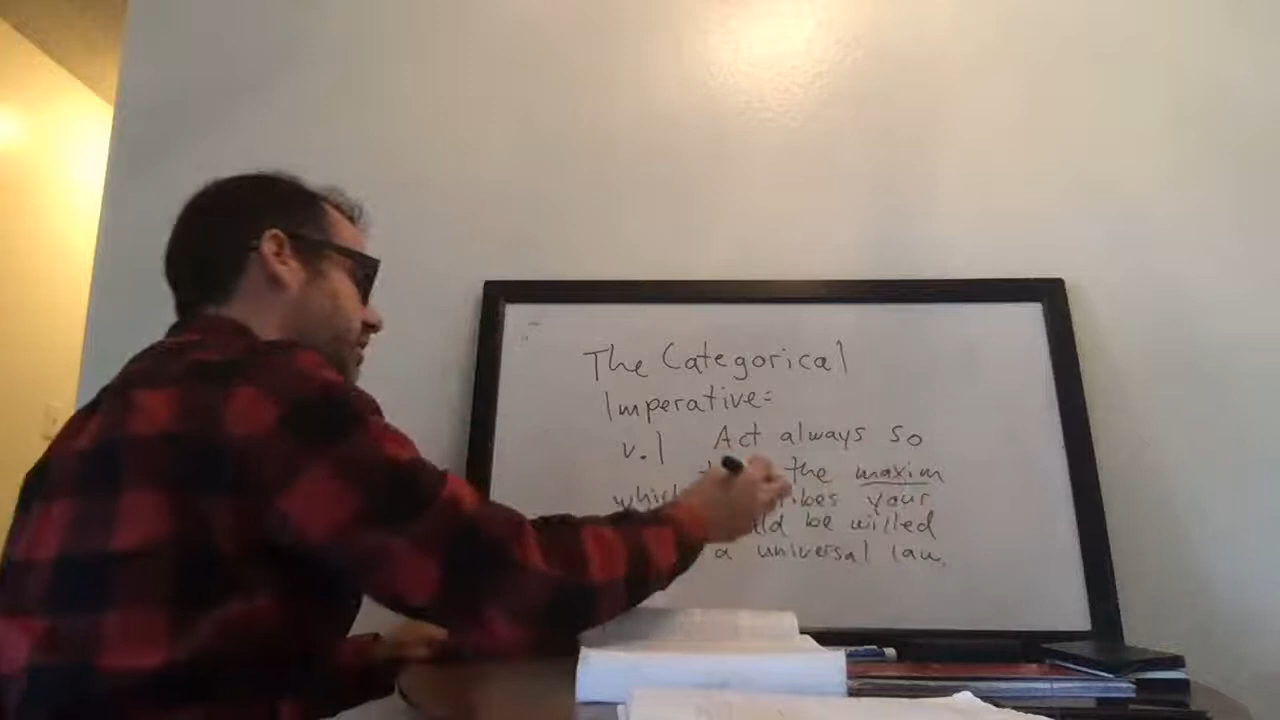 The Categorical
Imperative:
v.1 Act always so
the maxim
your
be willed
a universal law.